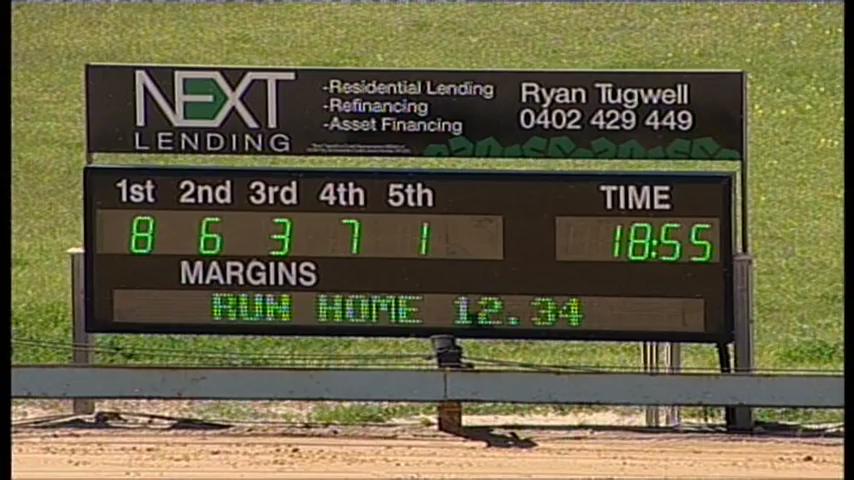 NEXT
LENDING
-Residential Lending
-Refinancing
-Asset Financing
Ryan Tugwell
0402 429 449
1st 2nd 3rd 4th 5th TIME
8 6 3 7 1 18:55
MARGINS
RUN HOME 12.34